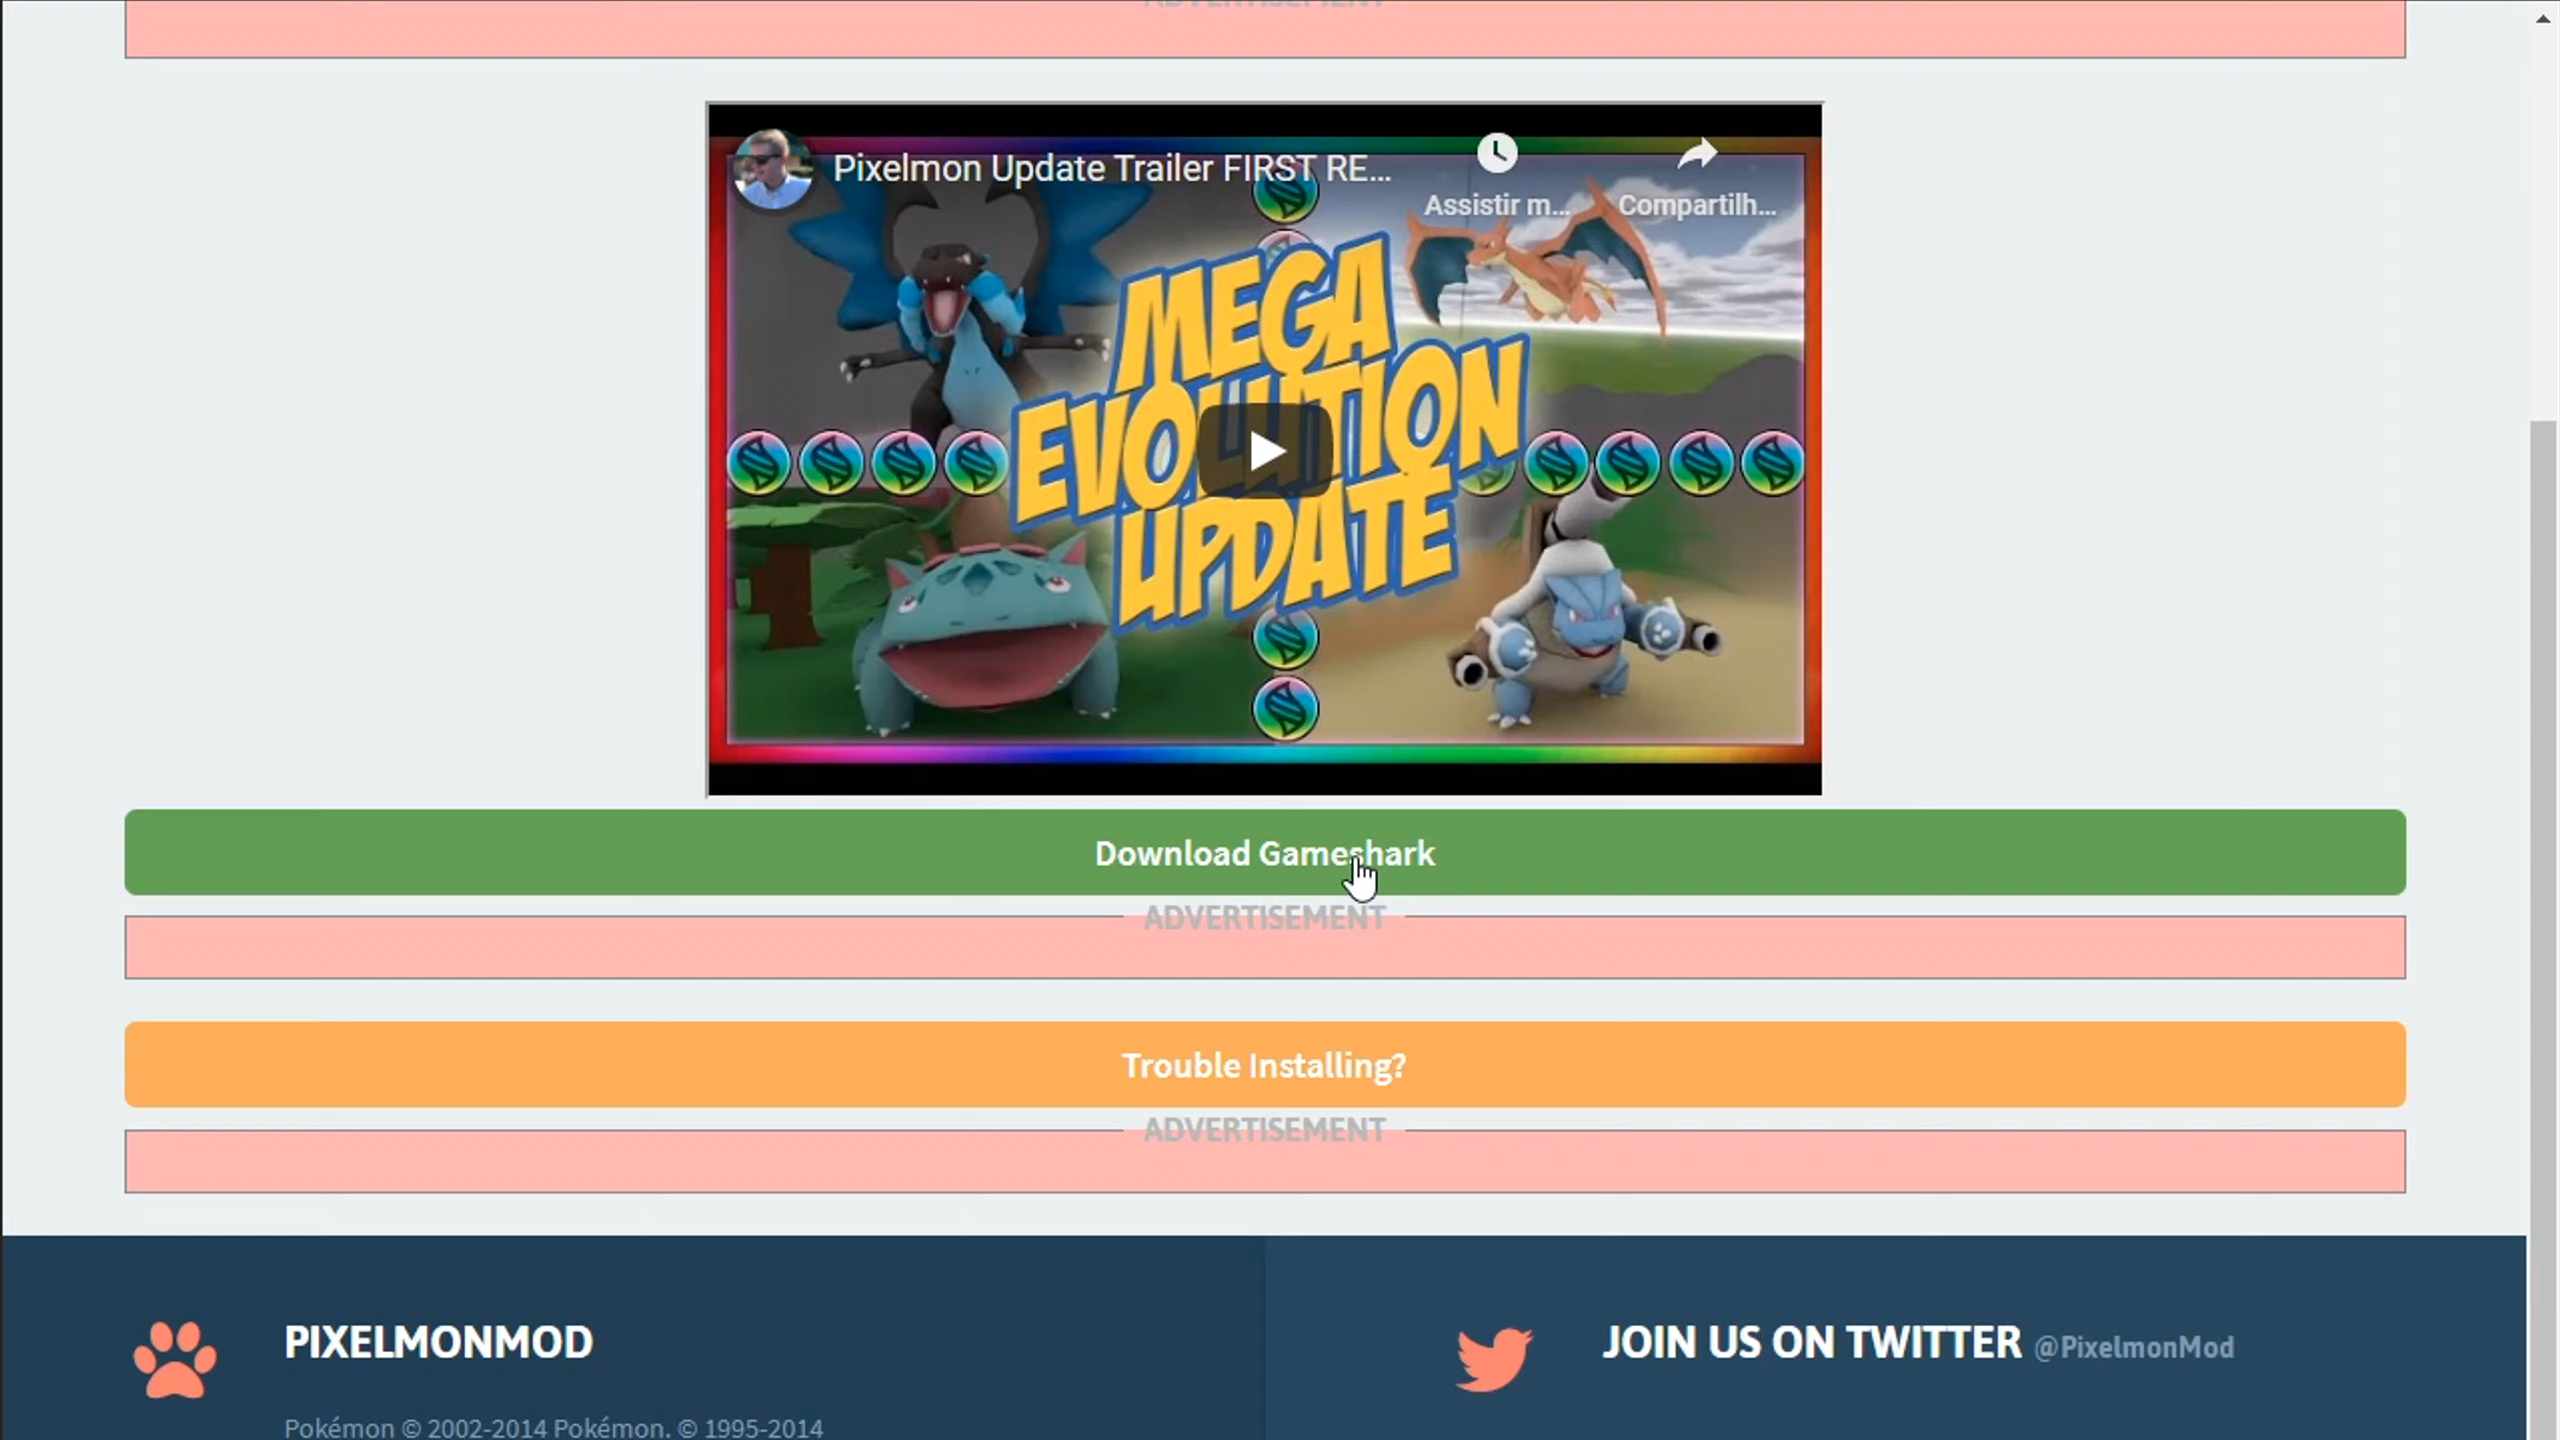 ADVERTISEMENT
Pixelmon Update Trailer FIRST RE...
Assistir m...
Compartilh...
MEGA
EVOLUTION
UPDATE
Download Gameshark
ADVERTISEMENT
Trouble Installing?
ADVERTISEMENT
PIXELMONMOD
JOIN US ON TWITTER @PixelmonMod
Pokémon © 2002-2014 Pokémon. © 1995-2014